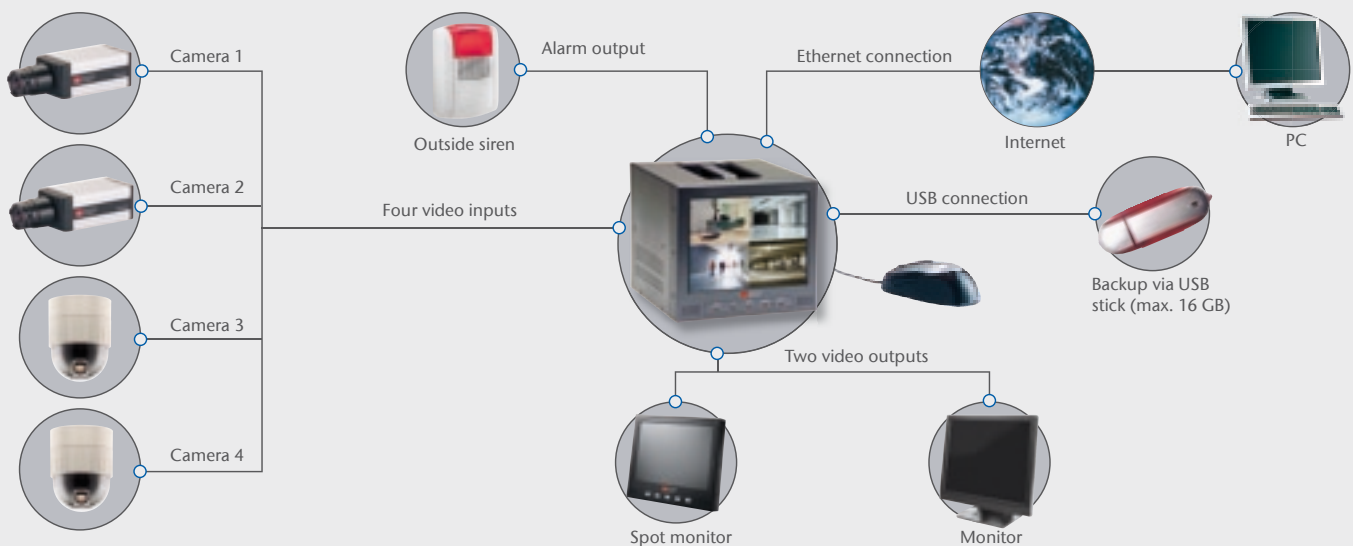 Camera 1
Alarm output
Ethernet connection
Outside siren
Internet
PC
Camera 2
Four video inputs
USB connection
Backup via USB
stick (max. 16 GB)
Camera 3
Two video outputs
Camera 4
Spot monitor
Monitor